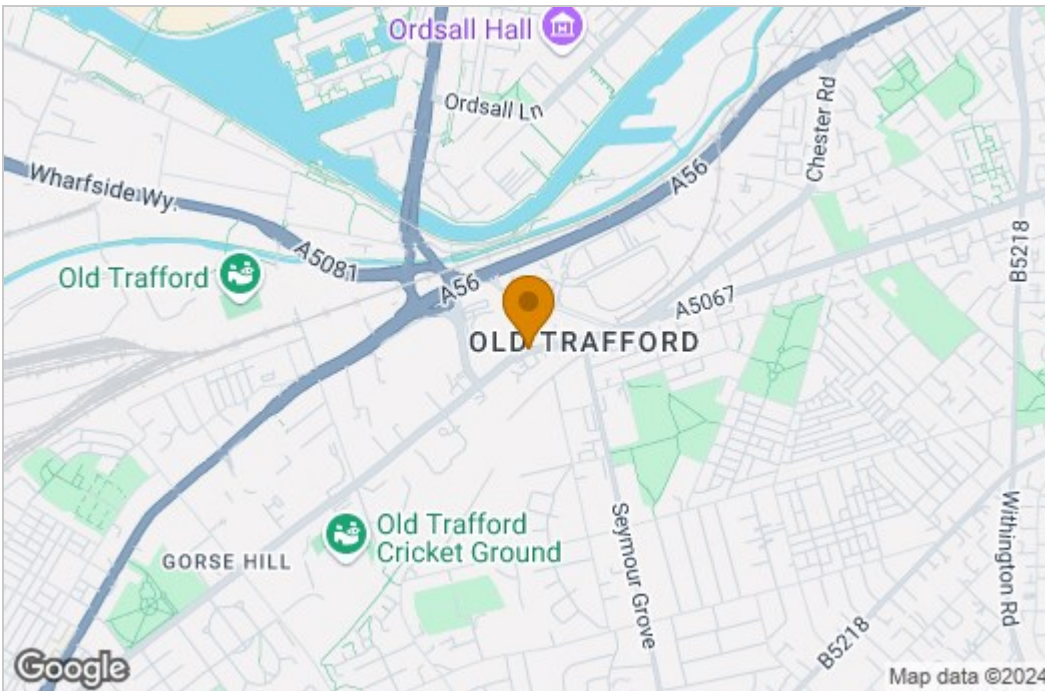 Ordsall Hall
Ordsall Ln
Chester Rd
A56
Wharfside Wy.
A5081
B5218
Old Trafford
A56
A5067
OLD TRAFFORD
Old Trafford
Cricket Ground
Seymour Grove
Withington Rd
GORSE HILL
B5218
Google
Map data ©2024